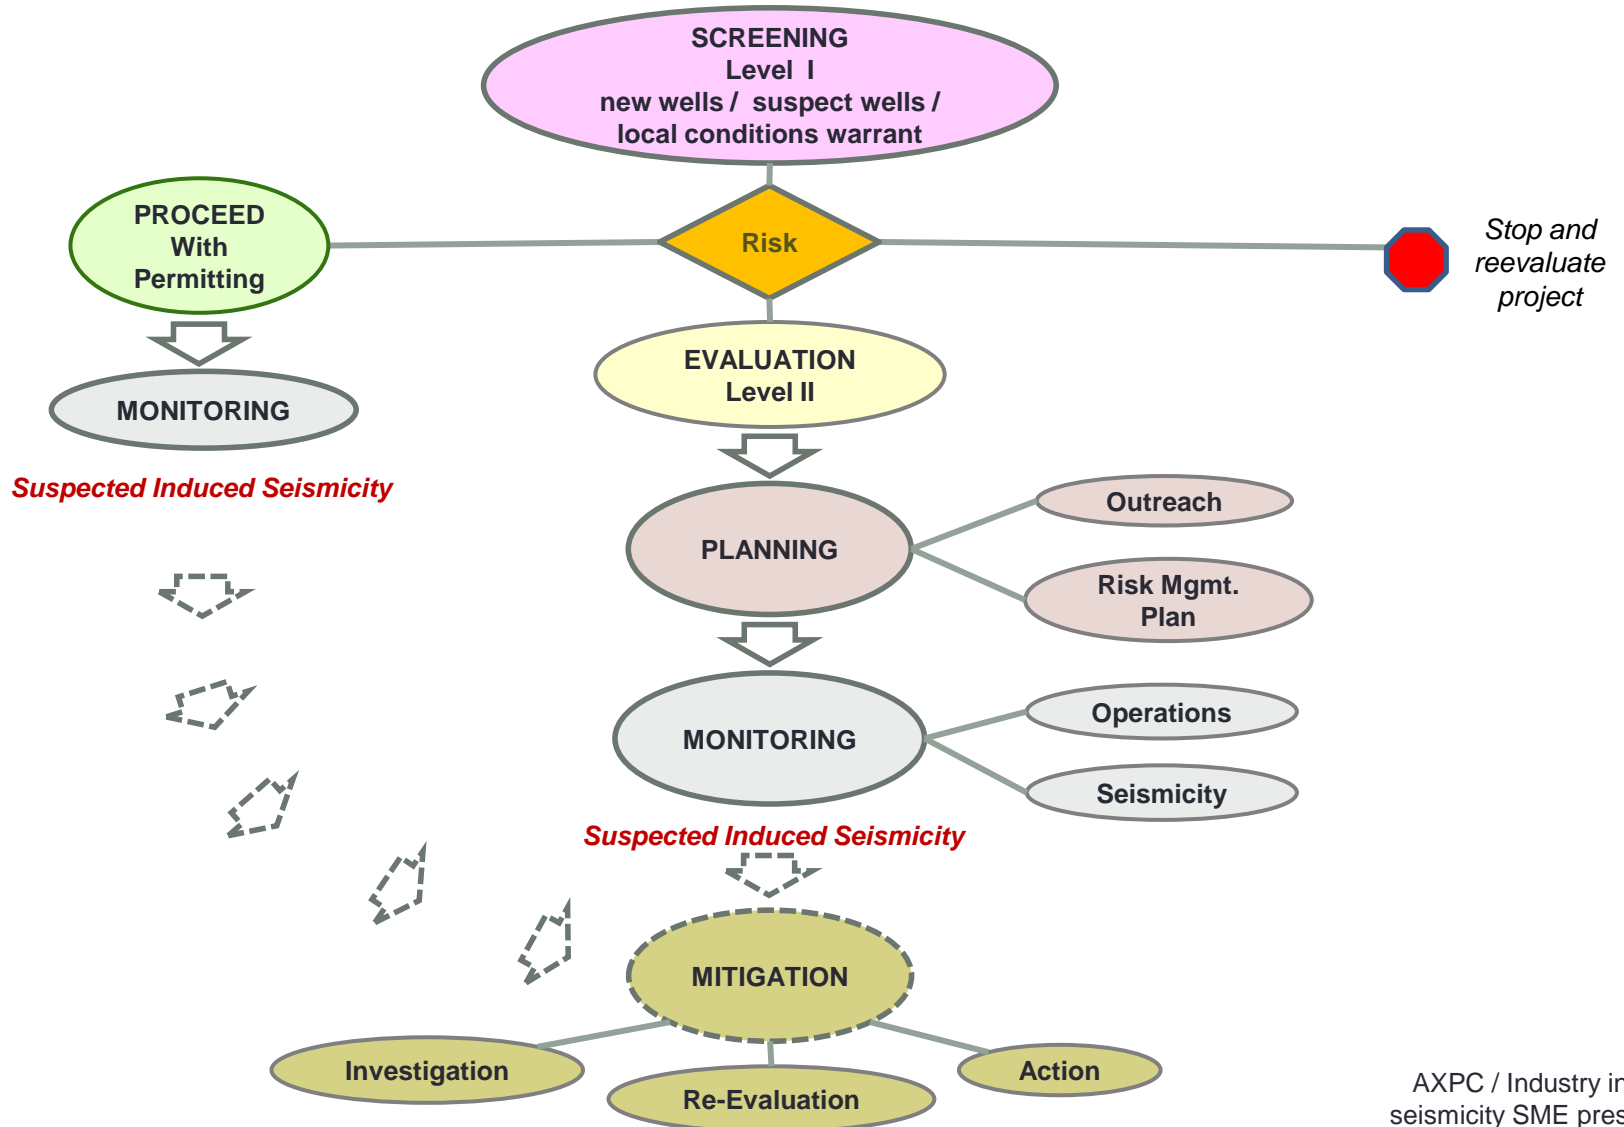 SCREENING
Level I
new wells / suspect wells /
local conditions warrant
PROCEED
With
Permitting
Risk
Stop and
reevaluate
project
EVALUATION
Level II
MONITORING
Suspected Induced Seismicity
PLANNING
Outreach
Risk Mgmt.
Plan
MONITORING
Operations
Seismicity
Suspected Induced Seismicity
MITIGATION
Investigation
Re-Evaluation
Action
AXPC / Industry in
seismicity SME pres